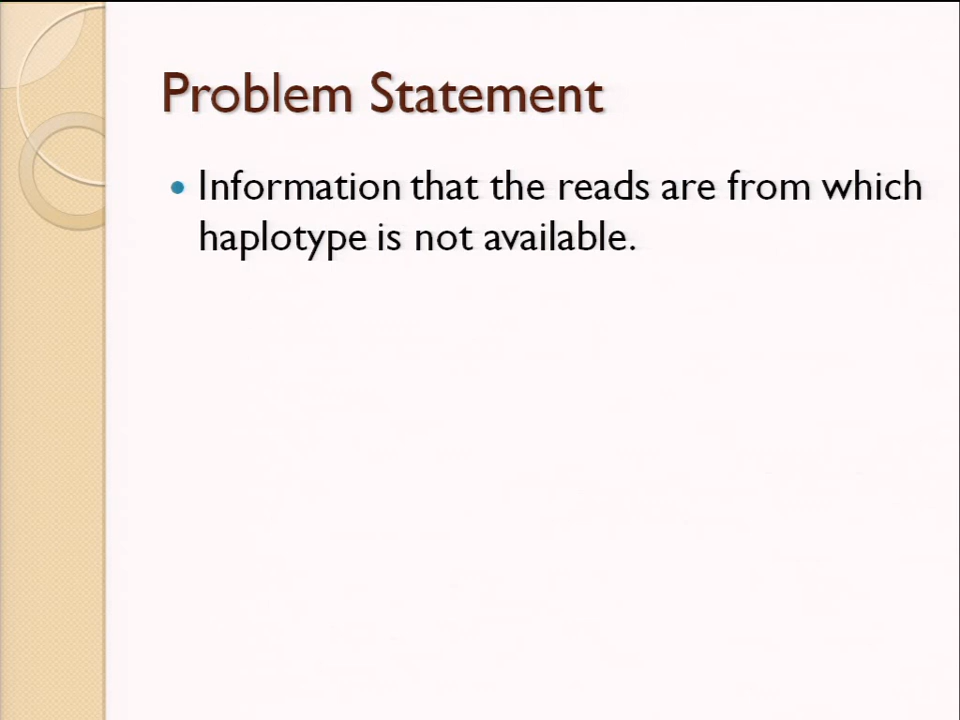 Problem Statement
• Information that the reads are from which
haplotype is not available.